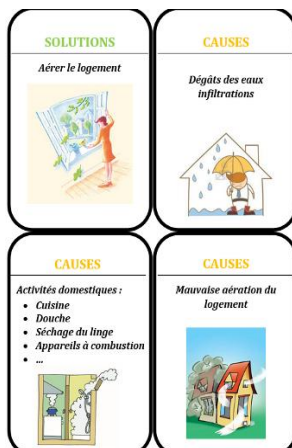 SOLUTIONS
Aérer le logement
CAUSES
Dégâts des eaux
infiltrations
CAUSES
Activités domestiques :
• Cuisine
• Douche
• Séchage du linge
• Appareils à combustion
• ...
CAUSES
Mauvaise aération du
logement